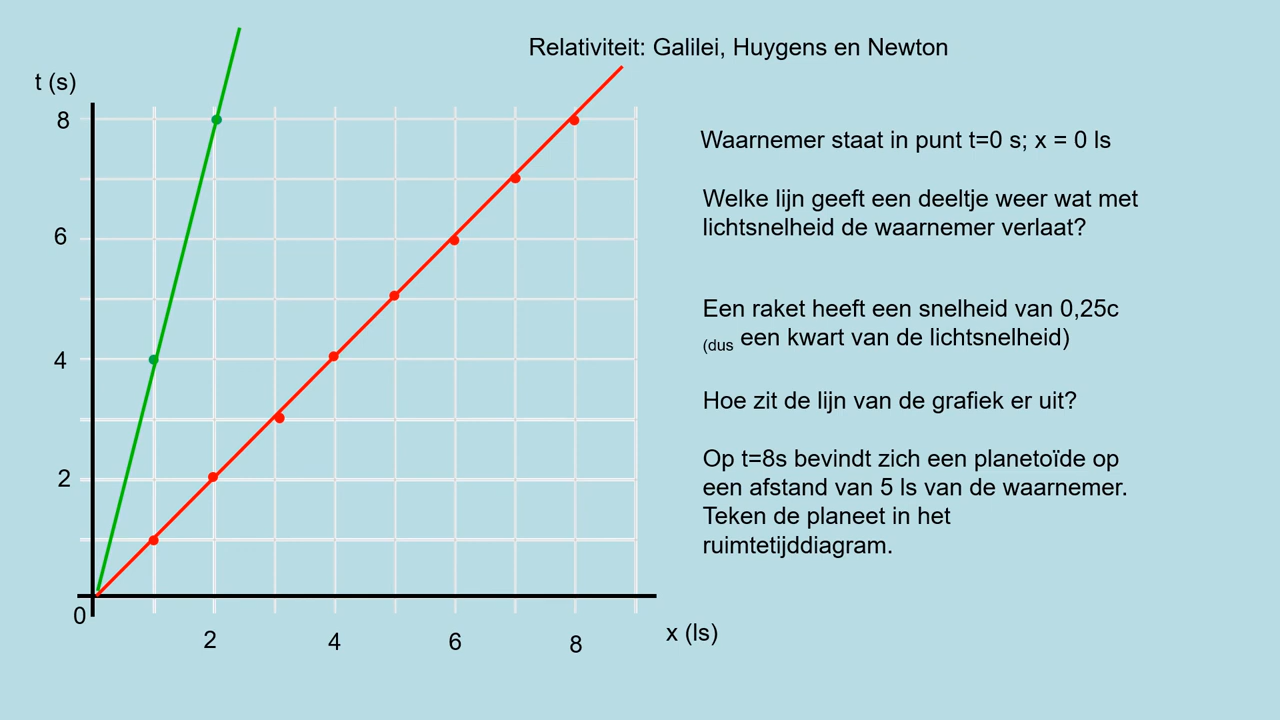 Relativiteit: Galilei, Huygens en Newton
t (s)
8
6
4
2
0
2
4
6
8
x (ls)
Waarnemer staat in punt t=0 s; x = 0 ls
Welke lijn geeft een deeltje weer wat met
lichtsnelheid de waarnemer verlaat?
Een raket heeft een snelheid van 0,25c
(dus een kwart van de lichtsnelheid)
Hoe zit de lijn van de grafiek er uit?
Op t=8s bevindt zich een planetoïde op
een afstand van 5 ls van de waarnemer.
Teken de planeet in het
ruimtetijddiagram.